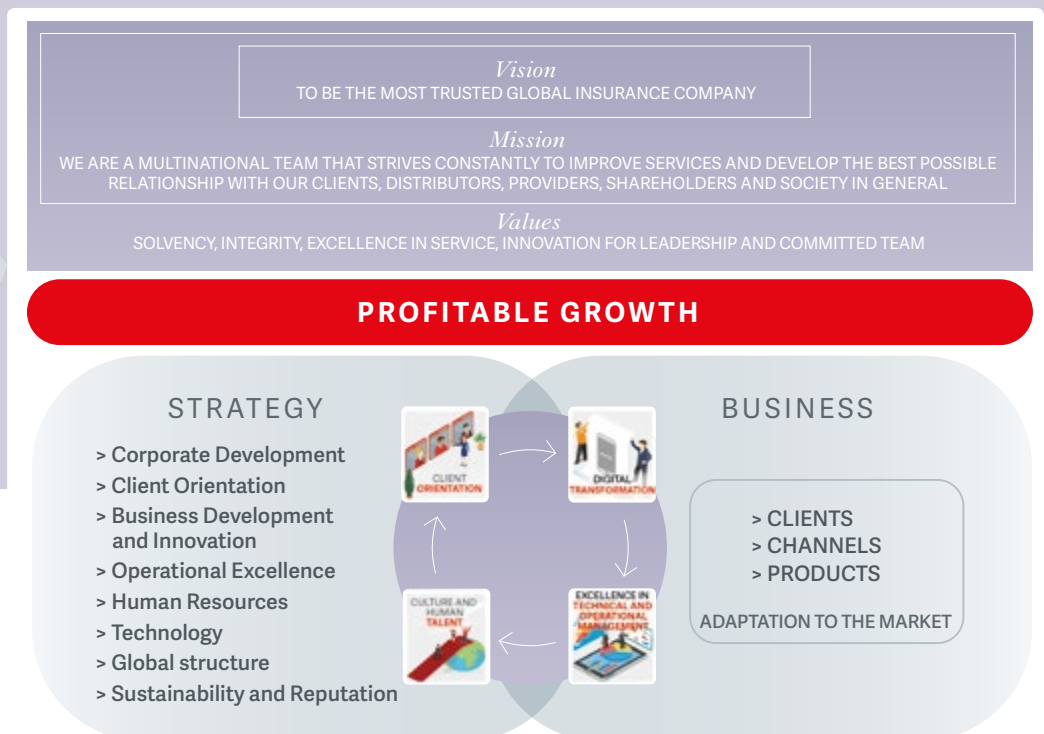 Vision
TO BE THE MOST TRUSTED GLOBAL INSURANCE COMPANY
Mission
WE ARE A MULTINATIONAL TEAM THAT STRIVES CONSTANTLY TO IMPROVE SERVICES AND DEVELOP THE BEST POSSIBLE
RELATIONSHIP WITH OUR CLIENTS, DISTRIBUTORS, PROVIDERS, SHAREHOLDERS AND SOCIETY IN GENERAL
Values
SOLVENCY, INTEGRITY, EXCELLENCE IN SERVICE, INNOVATION FOR LEADERSHIP AND COMMITTED TEAM
PROFITABLE GROWTH
STRATEGY
> Corporate Development
> Client Orientation
> Business Development
and Innovation
> Operational Excellence
> Human Resources
> Technology
> Global structure
> Sustainability and Reputation
CLIENT
ORIENTATION
DIGITAL
TRANSFORMATION
EXCELLENCE IN
TECHNICAL AND
OPERATIONAL
MANAGEMENT
CULTURE AND
HUMAN
TALENT
BUSINESS
> CLIENTS
> CHANNELS
> PRODUCTS
ADAPTATION TO THE MARKET